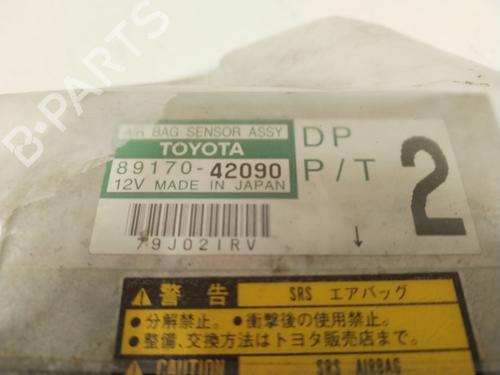 B-PARTS
AIR BAG SENSOR ASSY
TOYOTA
89170-42090
12V MADE IN JAPAN
DP
P/T
2
79J02IRV
警告
SRS エアバッグ
●分解禁止。●衝撃後の使用禁止。
●整備、交換方法はトヨタ販売店まで。
CAUTION
SRS AIRBAG